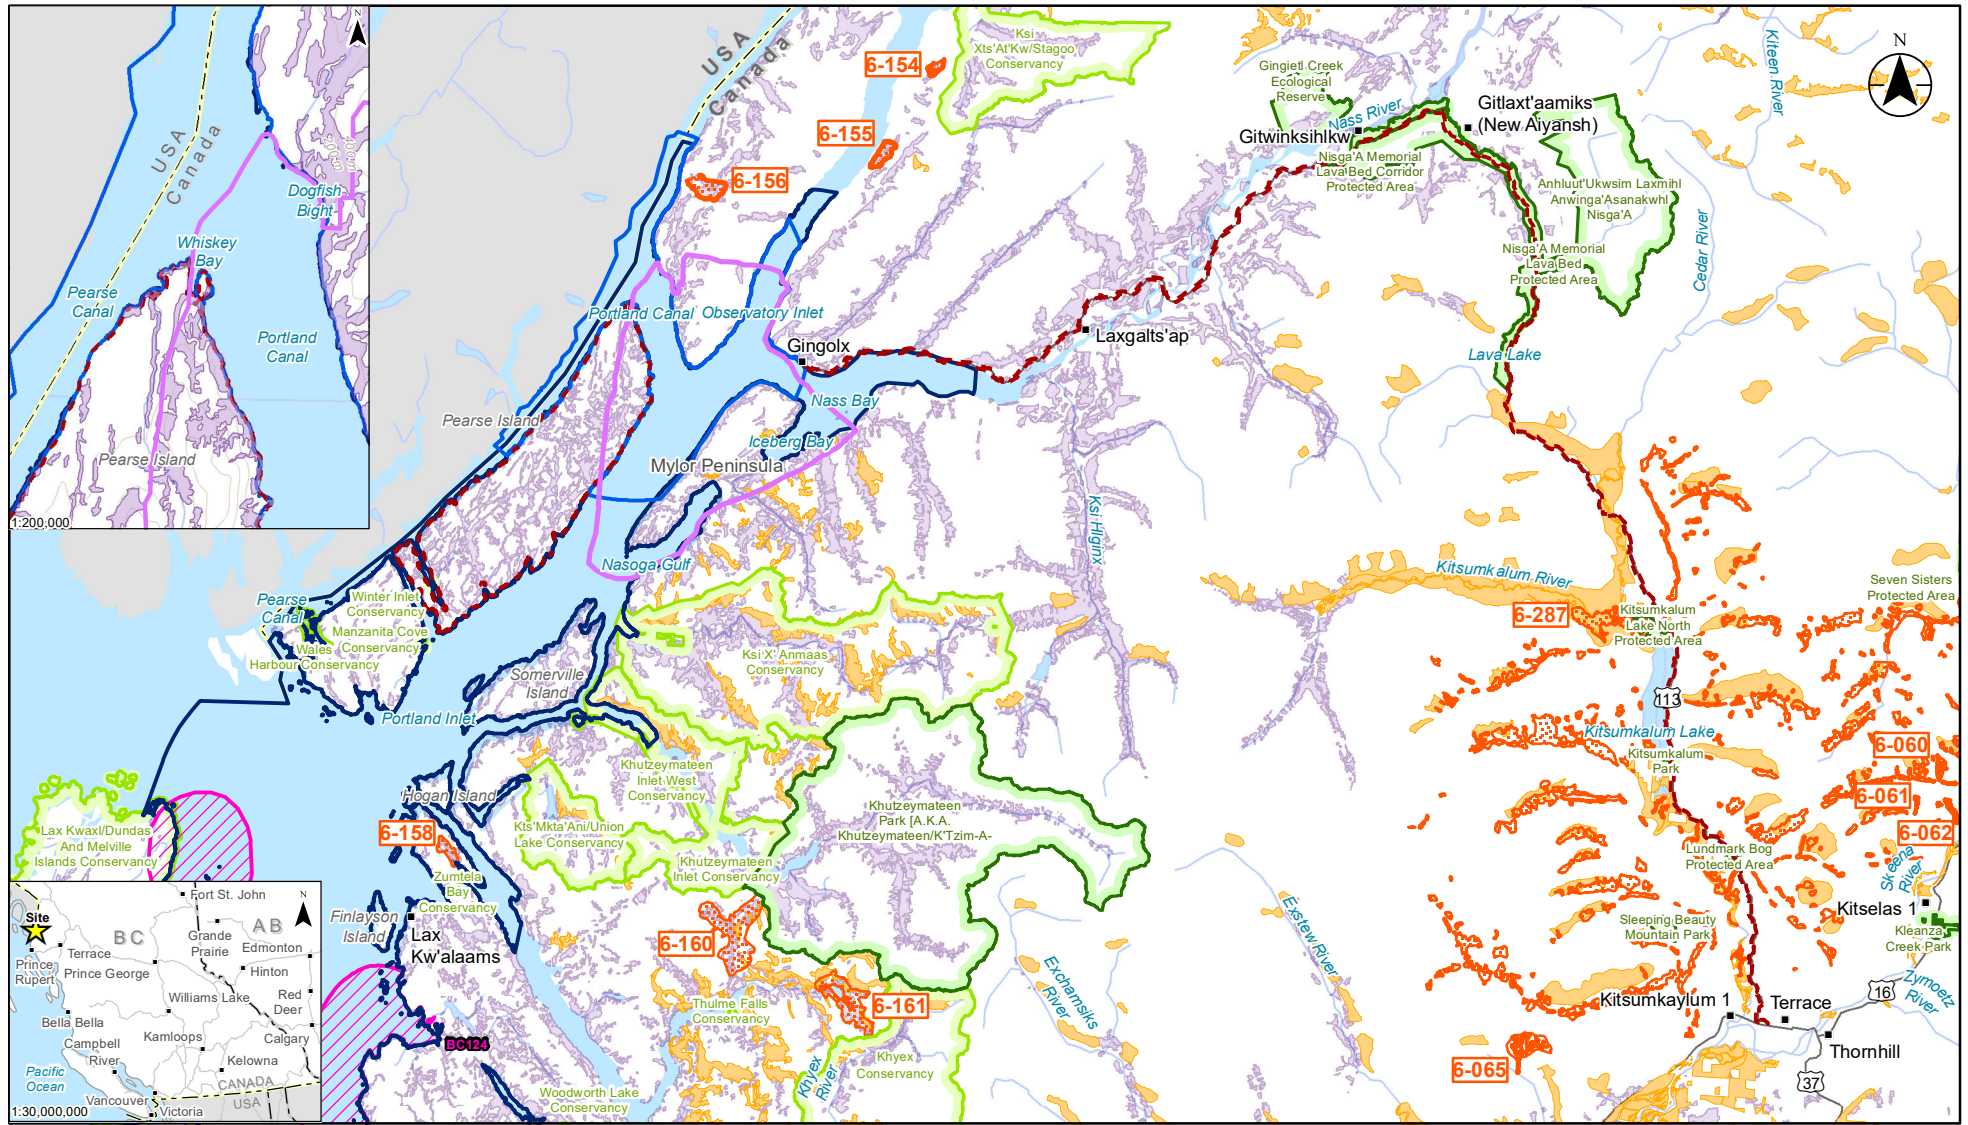 N
USA
Canada
Dogfish
Bight
Whiskey
Bay
Pearse
Canal
Portland
Canal
Pearse Island
1:200,000
USA
Canada
6-154
6-155
6-156
Ksi
Xts'At'Kw/Stagoo
Conservancy
Gingietl Creek
Ecological
Reserve
Nass River
Gitwinksihlkw
Gitlaxt'aamiks
(New Aiyansh)
Kiteen River
N
Nisga'A Memorial
Lava Bed Corridor
Protected Area
Anhluut'Ukwsim Laxmihl
Anwinga'Asanakwhl
Nisga'A
Nisga'A Memorial
Lava Bed
Protected Area
Cedar River
Lava Lake
Portland Canal
Observatory Inlet
Gingolx
Laxgalts'ap
Nass Bay
Iceberg Bay
Pearse Island
Mylor Peninsula
Nasoga Gulf
Ksi Hlginx
Kitsumkalum River
6-287
Kitsumkalum
Lake North
Protected Area
Seven Sisters
Protected Area
Pearse
Canal
Winter Inlet
Conservancy
Manzanita Cove
Conservancy
Wales
Harbour Conservancy
Somerville
Island
Portland Inlet
Ksi X' Anmaas
Conservancy
113
Kitsumkalum Lake
Kitsumkalum
Park
6-060
6-061
6-062
Khutzeymateen
Inlet West
Conservancy
Hogan Island
6-158
Kts'Mkta'Ani/Union
Lake Conservancy
Khutzeymateen
Park [A.K.A.
Khutzeymateen/K'Tzim-A-
Khutzeymateen
Inlet Conservancy
Lax Kwaxl/Dundas
And Melville
Islands Conservancy
Zumtela
Bay
Conservancy
Finlayson
Island
Lax
Kw'alaams
6-160
6-161
Thulme Falls
Conservancy
Khyex
Conservancy
Khyex
River
Woodworth Lake
Conservancy
BC124
Exchamsiks
River
Exstew River
Lundmark Bog
Protected Area
Skeena
River
Kitselas 1
Kleanza
Creek Park
Sleeping Beauty
Mountain Park
Zymoetz
River
Kitsumkaylum 1
Terrace
16
Thornhill
37
6-065
Site
N
Fort St. John
BC
AB
Grande
Prairie
Edmonton
Terrace
Prince George
Hinton
Prince
Rupert
Williams Lake
Red
Deer
Bella Bella
Kamloops
Calgary
Campbell
River
Kelowna
Pacific
Ocean
CANADA
USA
Vancouver
Victoria
1:30,000,000